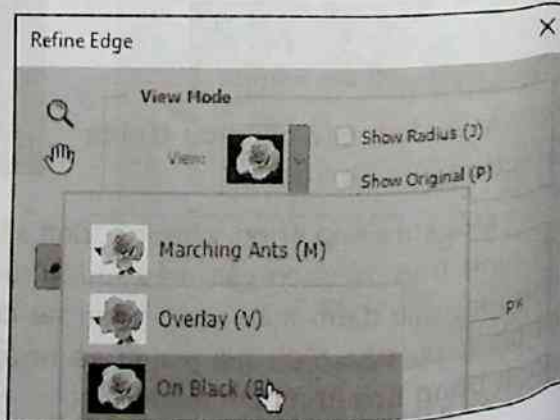 Refine Edge
View Mode
View:
Show Radius (J)
Show Original (P)
Marching Ants (M)
Overlay (V)
px
On Black (B)